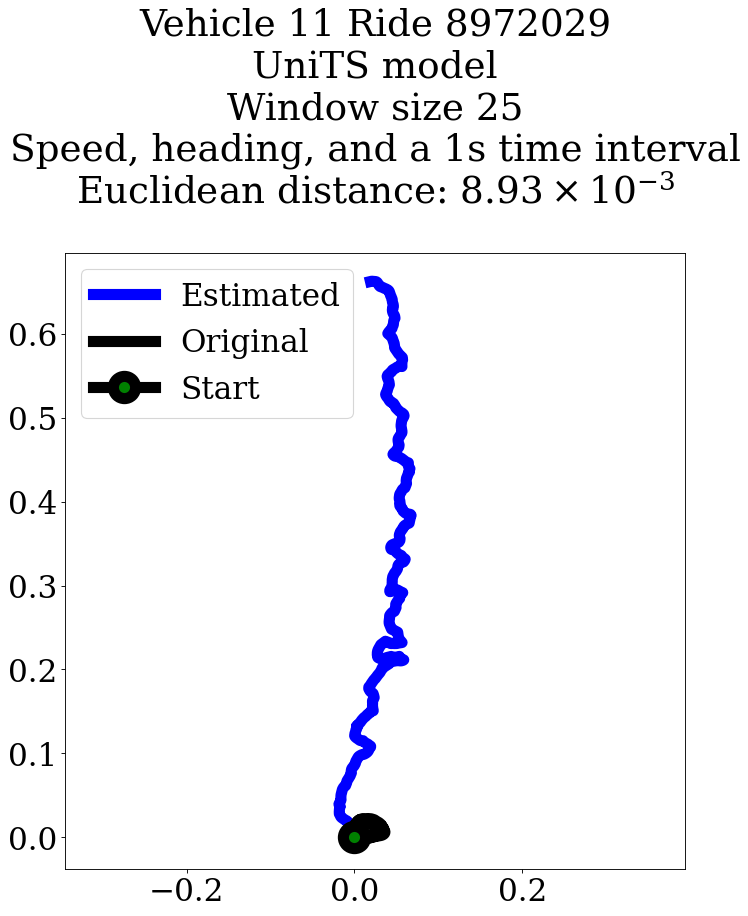 Vehicle 11 Ride 8972029
UniTS model
Window size 25
Speed, heading, and a 1s time interval
Euclidean distance: 8.93 × 10⁻³
Estimated
Original
Start
0.6
0.5
0.4
0.3
0.2
0.1
0.0
−0.2 0.0 0.2